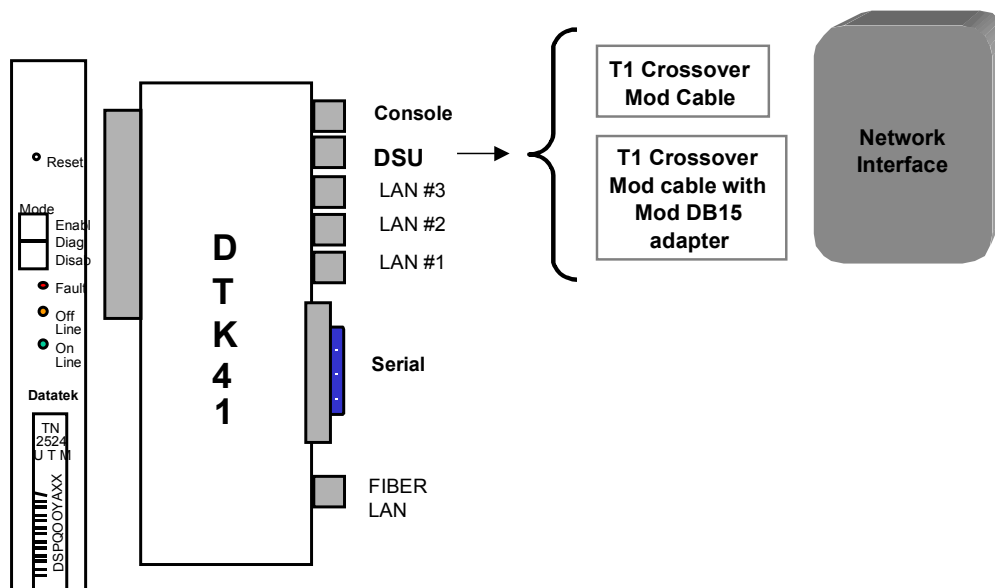 Reset
Mode
Enabl
Diag
Disab
Fault
Off
Line
On
Line
Datatek
TN
2524
U T M
DSPQOOYAXX
D
T
K
4
1
Console
DSU
LAN #3
LAN #2
LAN #1
Serial
FIBER
LAN
T1 Crossover
Mod Cable
T1 Crossover
Mod cable with
Mod DB15
adapter
Network
Interface